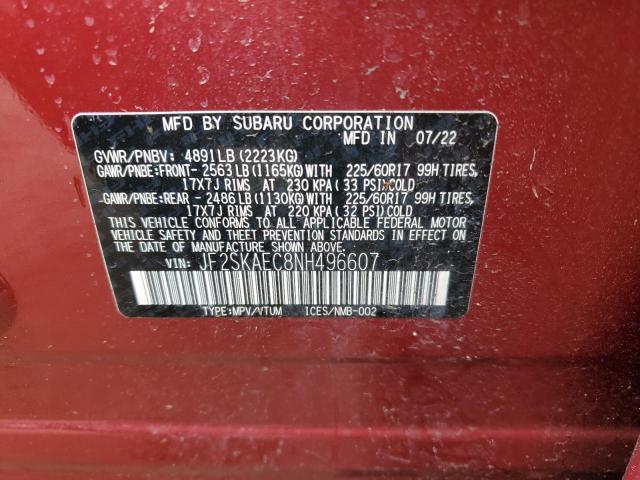 MFD BY SUBARU CORPORATION
MFD IN 07/22
GVWR/PNBV: 4891LB(2223KG)
GAWR/PNBE:FRONT- 2563LB(1165KG)WITH 225/60R17 99H TIRES,
17X7J RIMS AT 230 KPA(33 PSI)COLD
GAWR/PNBE:REAR - 2486LB(1130KG)WITH 225/60R17 99H TIRES,
17X7J RIMS AT 220 KPA(32 PSI)COLD
THIS VEHICLE CONFORMS TO ALL APPLICABLE FEDERAL MOTOR
VEHICLE SAFETY AND THEFT PREVENTION STANDARDS IN EFFECT
ON THE DATE OF MANUFACTURE SHOWN ABOVE.
VIN: JF2SKAEC8NH496607
TYPE:MPV/VTUM ICES/NMB-002